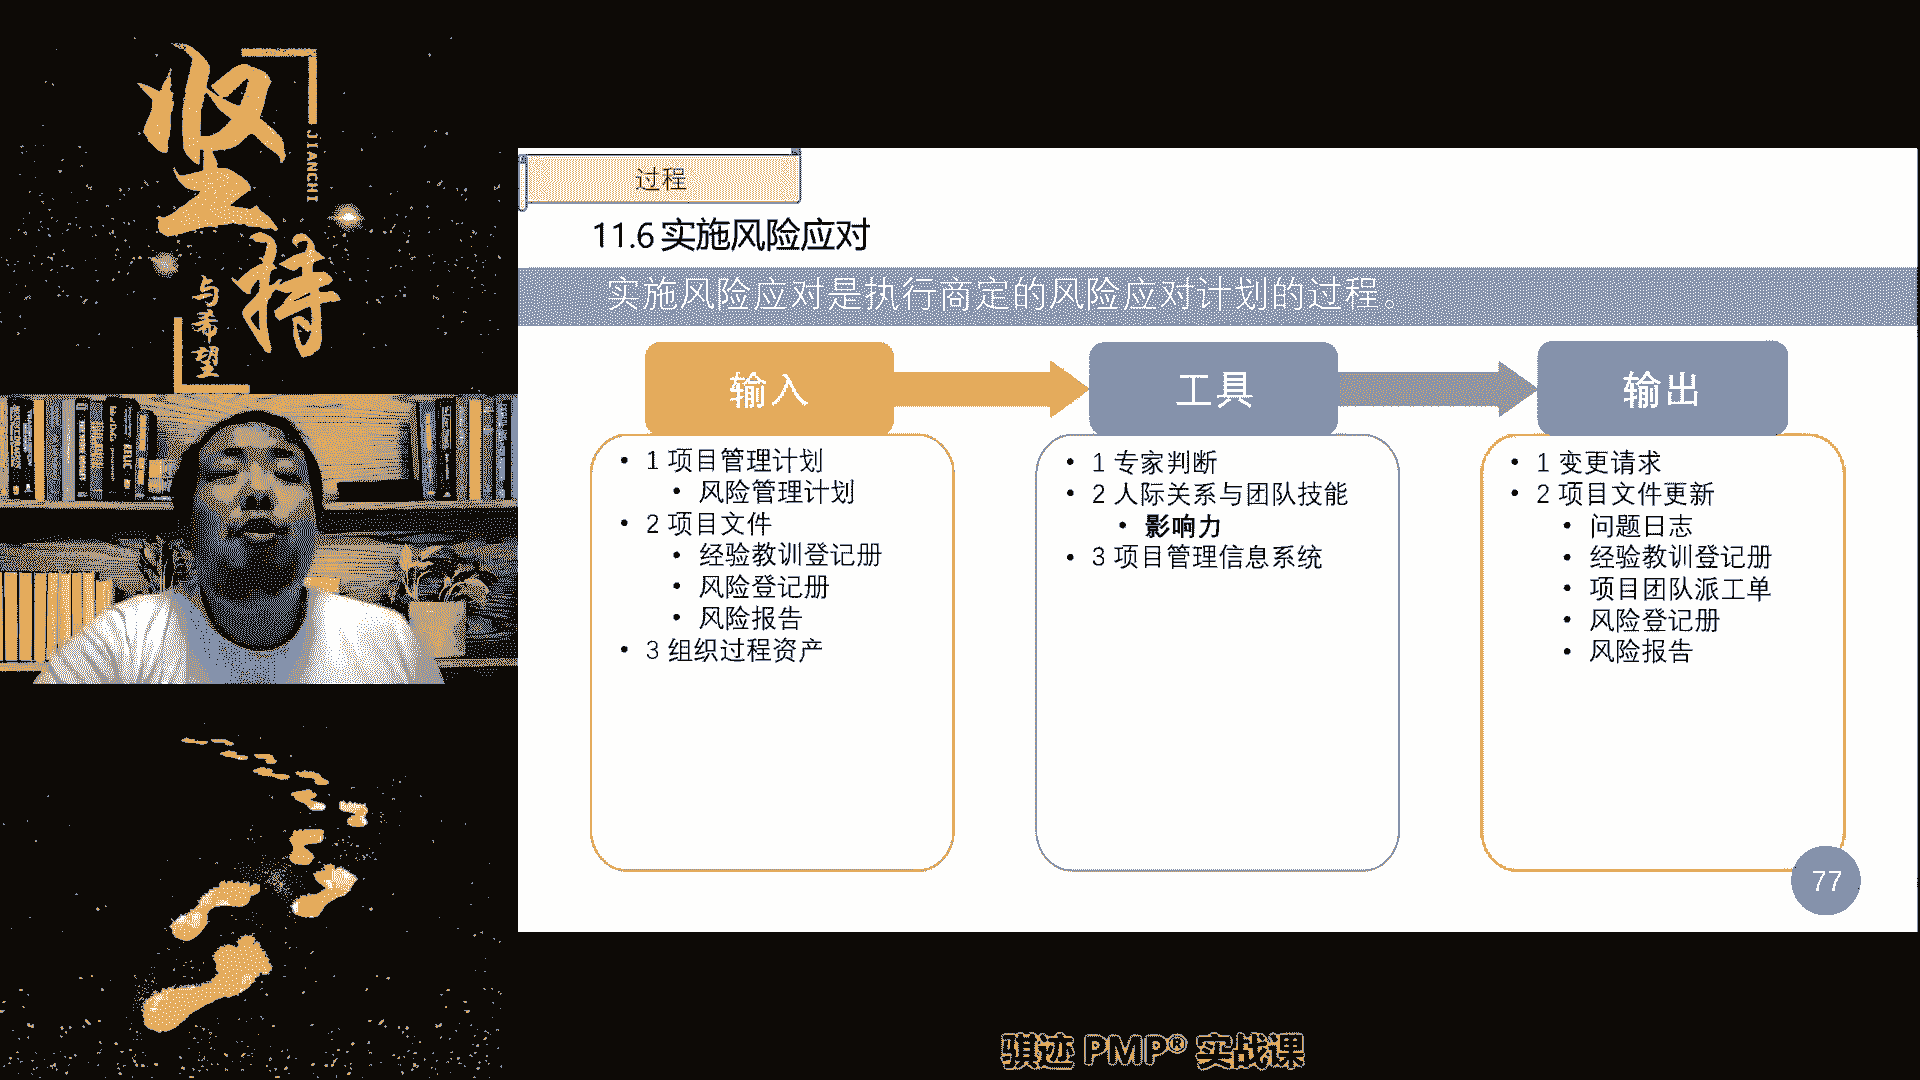 坚持
JIANCHI
与希望
过程
11.6 实施风险应对
实施风险应对是执行商定的风险应对计划的过程。
输入
• 1 项目管理计划
• 风险管理计划
• 2 项目文件
• 经验教训登记册
• 风险登记册
• 风险报告
• 3 组织过程资产
工具
• 1 专家判断
• 2 人际关系与团队技能
• 影响力
• 3 项目管理信息系统
输出
• 1 变更请求
• 2 项目文件更新
• 问题日志
• 经验教训登记册
• 项目团队派工单
• 风险登记册
• 风险报告
77
骐迹 PMP® 实战课